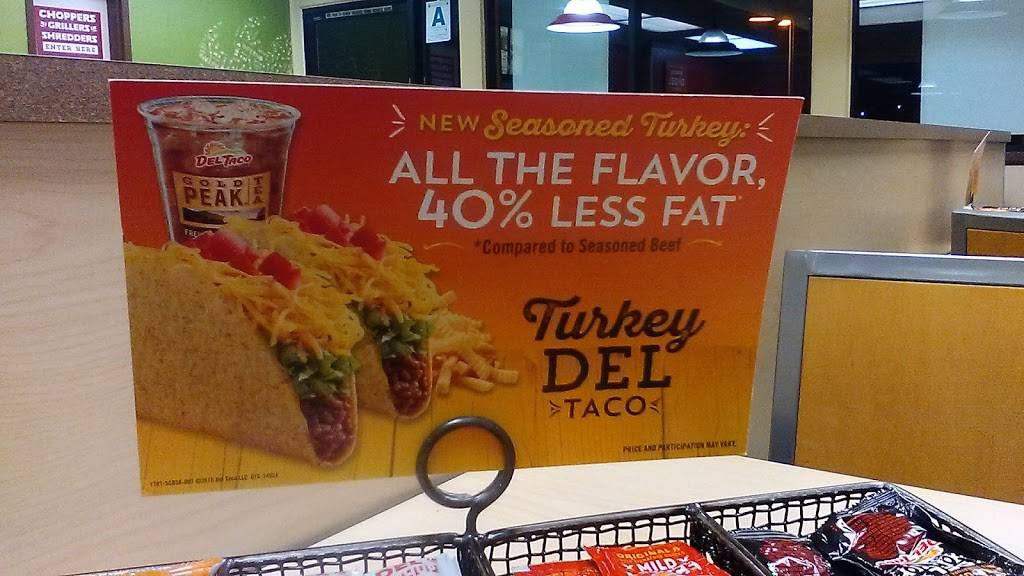 CHOPPERS
GRILLERS
SHREDDERS
ENTER HERE
A
NEW Seasoned Turkey:
ALL THE FLAVOR,
40% LESS FAT*
*Compared to Seasoned Beef
DEL TACO
GOLD
PEAK
TEA
Turkey
DEL
TACO
PRICE AND PARTICIPATION MAY VARY.
ORIGINAL
MILD